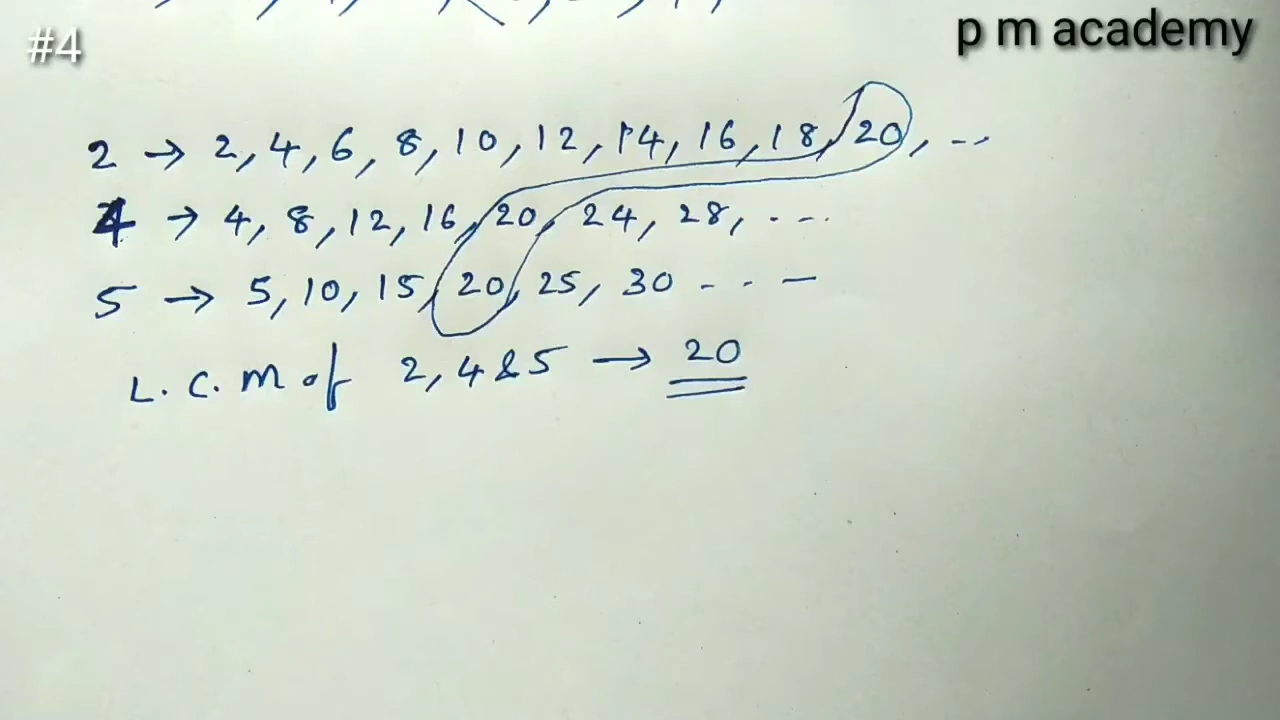 #4
p m academy
2 → 2, 4, 6, 8, 10, 12, 14, 16, 18, 20, ...
4 → 4, 8, 12, 16, 20, 24, 28, ...
5 → 5, 10, 15, 20, 25, 30 ...
L.C.M of 2, 4 & 5 → 20